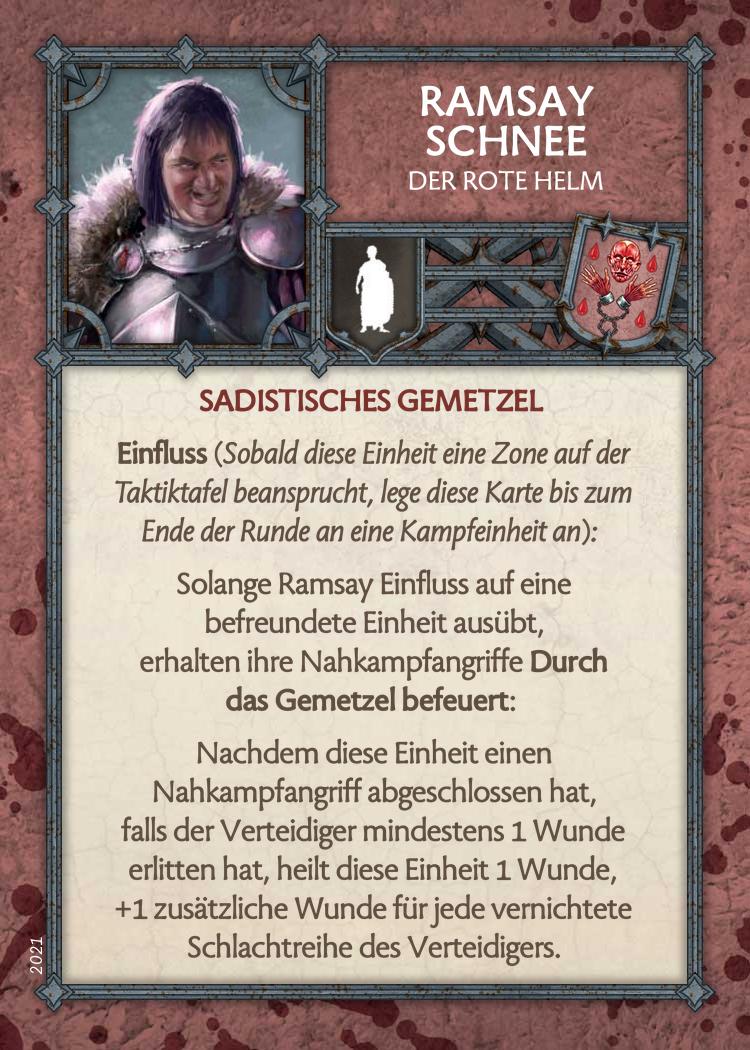 RAMSAY
SCHNEE
DER ROTE HELM
SADISTISCHES GEMETZEL
Einfluss (Sobald diese Einheit eine Zone auf der
Taktiktafel beansprucht, lege diese Karte bis zum
Ende der Runde an eine Kampfeinheit an):
Solange Ramsay Einfluss auf eine
befreundete Einheit ausübt,
erhalten ihre Nahkampfangriffe Durch
das Gemetzel befeuert:
Nachdem diese Einheit einen
Nahkampfangriff abgeschlossen hat,
falls der Verteidiger mindestens 1 Wunde
erlitten hat, heilt diese Einheit 1 Wunde,
+1 zusätzliche Wunde für jede vernichtete
Schlachtreihe des Verteidigers.
2021